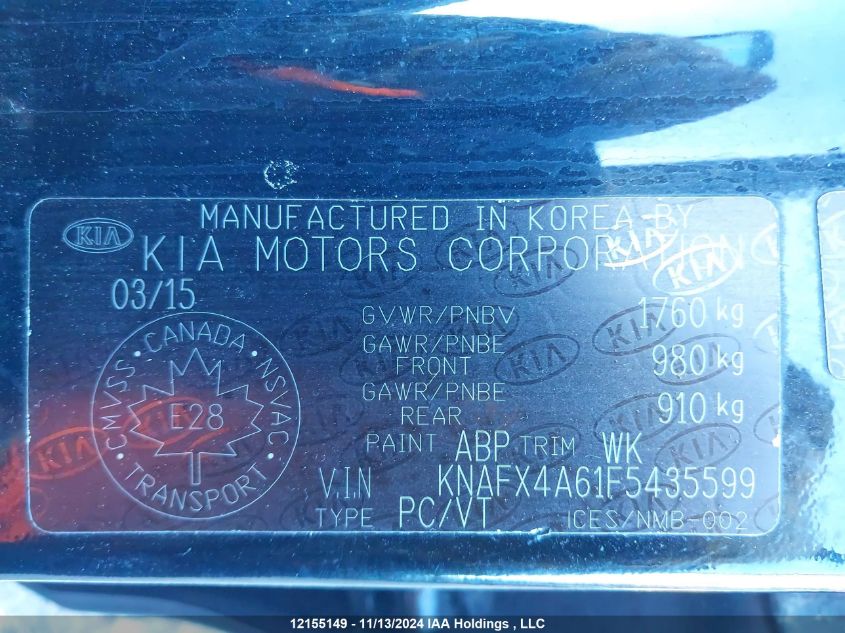 MANUFACTURED IN KOREA BY
KIA KIA MOTORS CORPORATION
03/15
GVWR/PNBV 1760 kg
GAWR/PNBE FRONT 980 kg
GAWR/PNBE REAR 910 kg
CANADA
CMVSS · NSVAC
E28
TRANSPORT
PAINT ABP TRIM WK
V.I.N KNAFX4A61F5435599
TYPE PC/VT ICES/NMB-002
12155149 - 11/13/2024 IAA Holdings , LLC